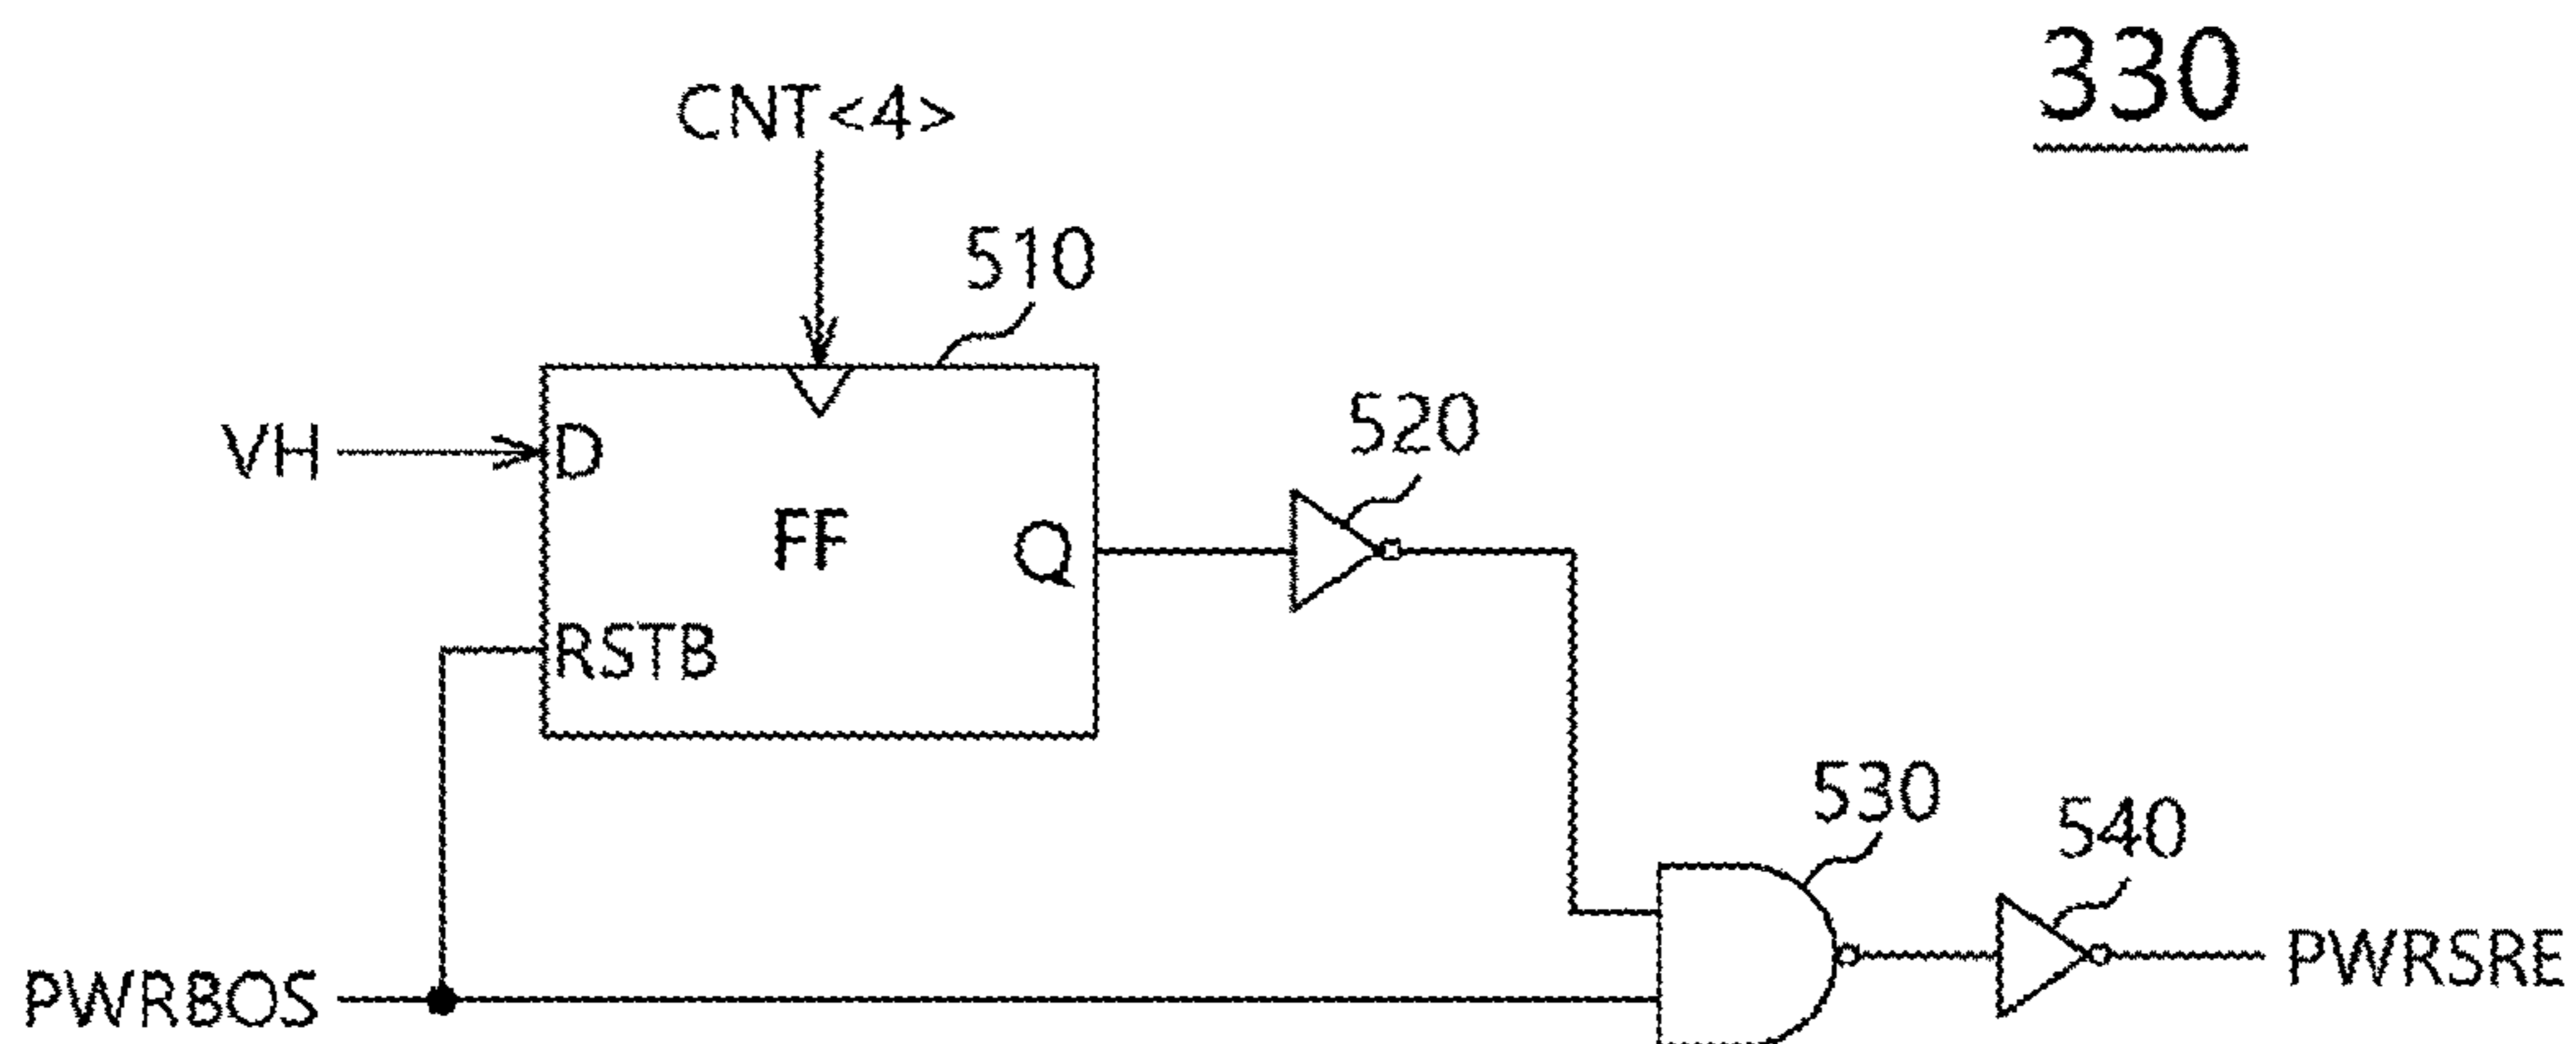 330
CNT<4>
510
VH
D
520
FF
Q
RSTB
530
540
PWRBOS
PWRSRE